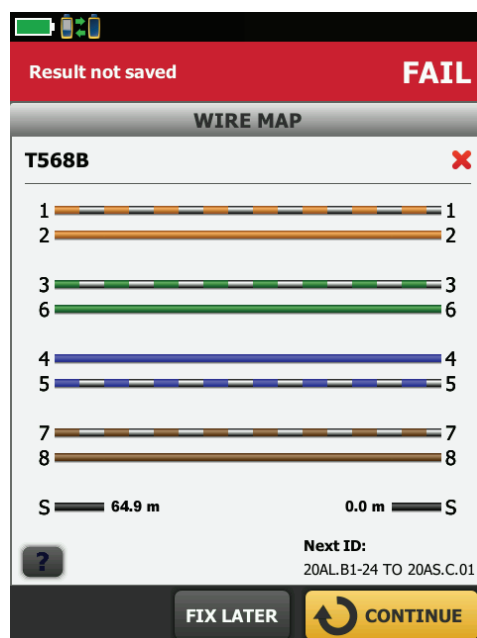 Result not saved FAIL
WIRE MAP
T568B
1 1
2 2
3 3
6 6
4 4
5 5
7 7
8 8
S 64.9 m 0.0 m S
Next ID:
? 20AL.B1-24 TO 20AS.C.01
FIX LATER CONTINUE